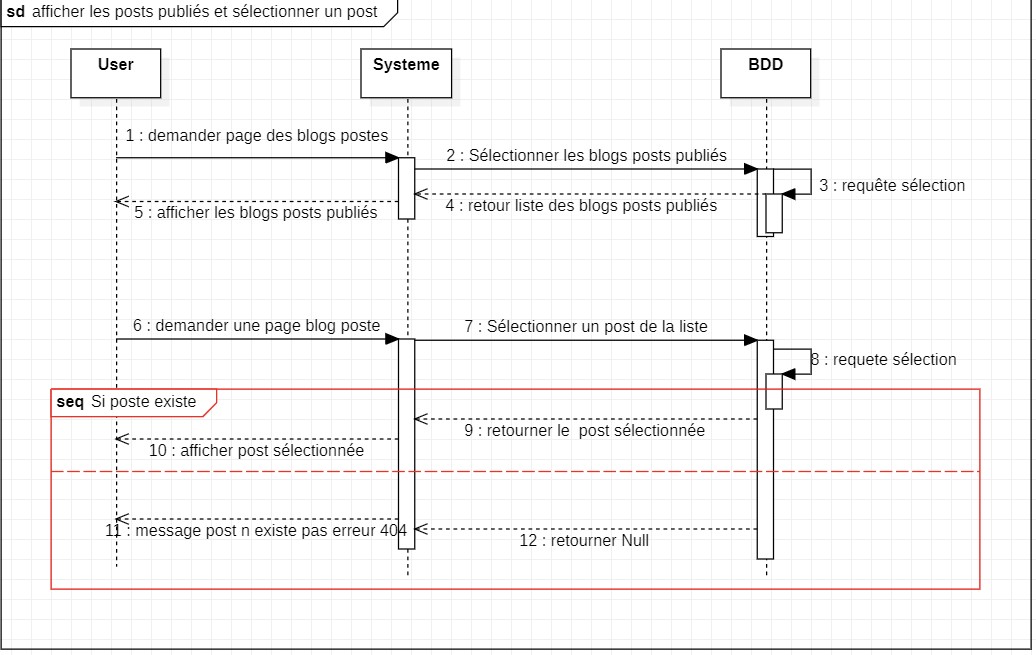 sd afficher les posts publiés et sélectionner un post
User
Systeme
BDD
1 : demander page des blogs postes
2 : Sélectionner les blogs posts publiés
3 : requête sélection
4 : retour liste des blogs posts publiés
5 : afficher les blogs posts publiés
6 : demander une page blog poste
7 : Sélectionner un post de la liste
8 : requete sélection
seq Si poste existe
9 : retourner le  post sélectionnée
10 : afficher post sélectionnée
11 : message post n existe pas erreur 404
12 : retourner Null